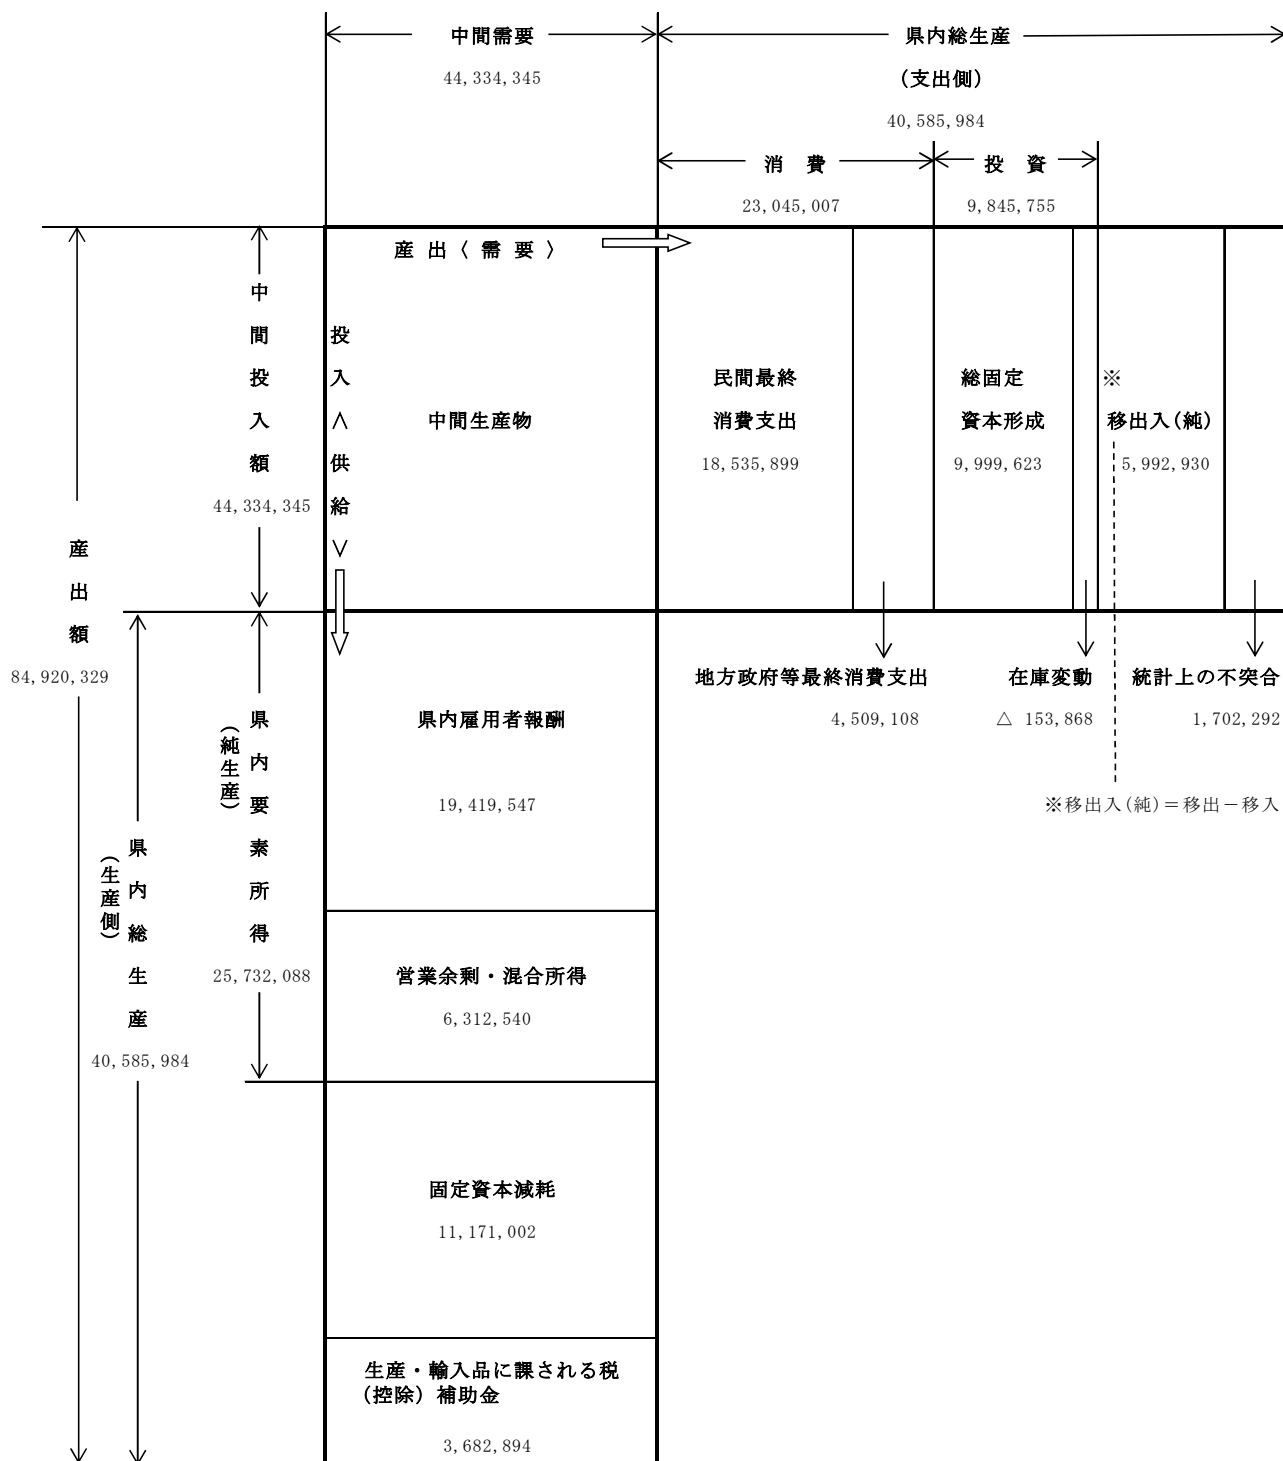 中間需要
44,334,345
県内総生産
(支出側)
40,585,984
消　費
23,045,007
投　資
9,845,755
産 出 〈 需 要 〉
中間投入額
44,334,345
投入〈供給〉
中間生産物
民間最終
消費支出
18,535,899
総固定
資本形成
9,999,623
※
移出入(純)
5,992,930
産出額
84,920,329
地方政府等最終消費支出
4,509,108
在庫変動
△ 153,868
統計上の不突合
1,702,292
※移出入(純)＝移出－移入
県内総生産
(生産側)
40,585,984
県内要素所得
(純生産)
25,732,088
県内雇用者報酬
19,419,547
営業余剰・混合所得
6,312,540
固定資本減耗
11,171,002
生産・輸入品に課される税
(控除) 補助金
3,682,894